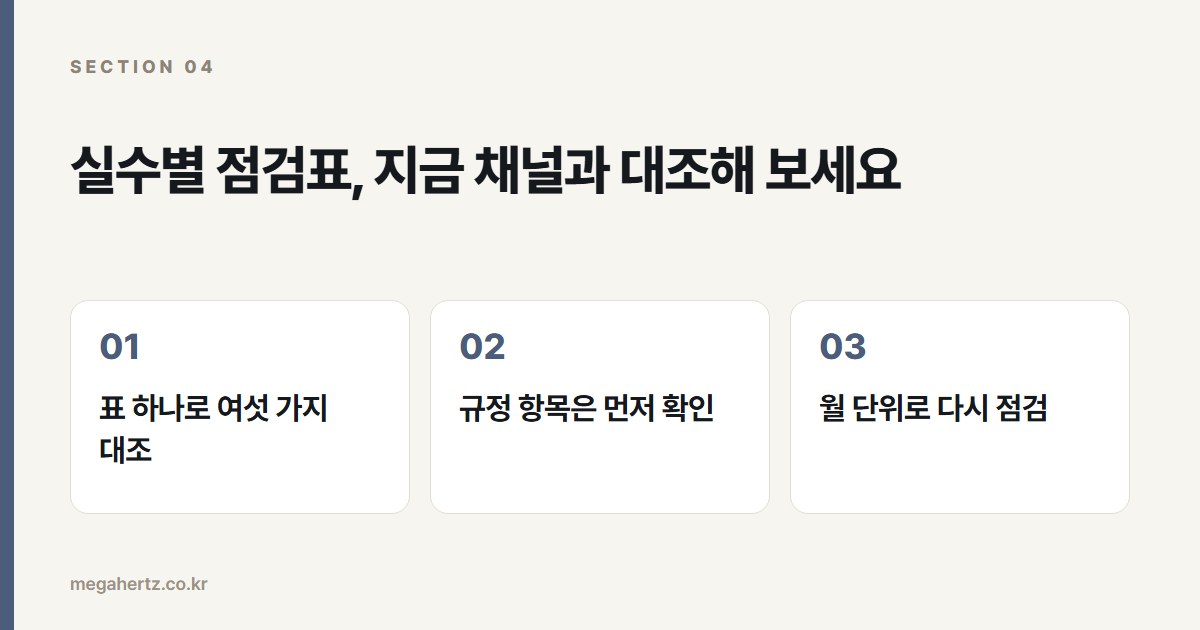 SECTION 04
실수별 점검표, 지금 채널과 대조해 보세요
01
표 하나로 여섯 가지
대조
02
규정 항목은 먼저 확인
03
월 단위로 다시 점검
megahertz.co.kr